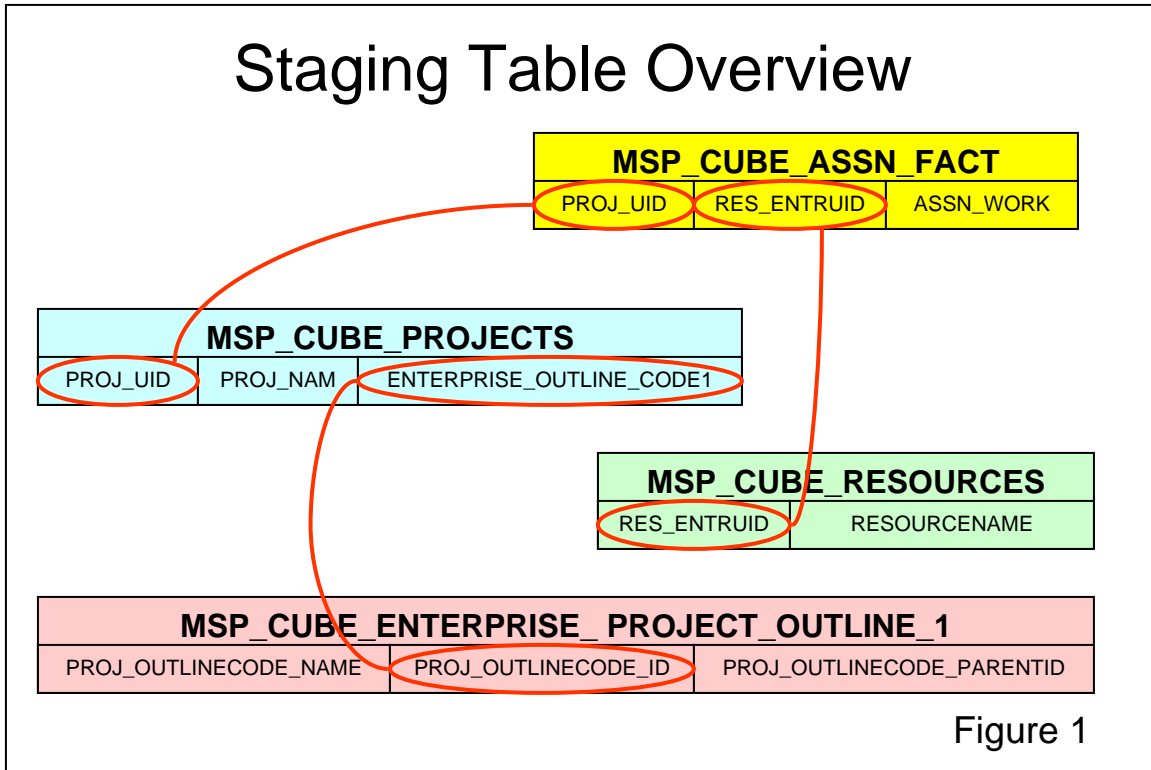 Staging Table Overview
MSP_CUBE_ASSN_FACT
PROJ_UID RES_ENTRUID ASSN_WORK
MSP_CUBE_PROJECTS
PROJ_UID PROJ_NAM ENTERPRISE_OUTLINE_CODE1
MSP_CUBE_RESOURCES
RES_ENTRUID RESOURCENAME
MSP_CUBE_ENTERPRISE_ PROJECT_OUTLINE_1
PROJ_OUTLINECODE_NAME PROJ_OUTLINECODE_ID PROJ_OUTLINECODE_PARENTID
Figure 1